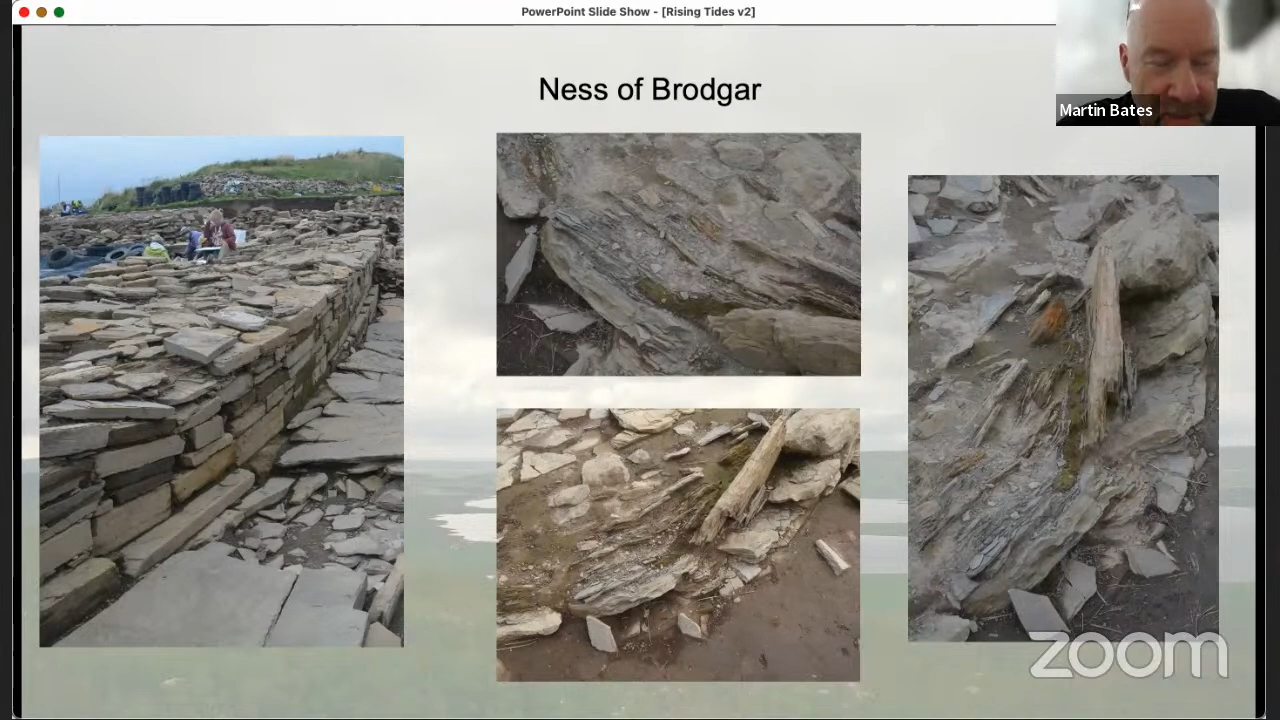 PowerPoint Slide Show - [Rising Tides v2]
Ness of Brodgar
Martin Bates
zoom